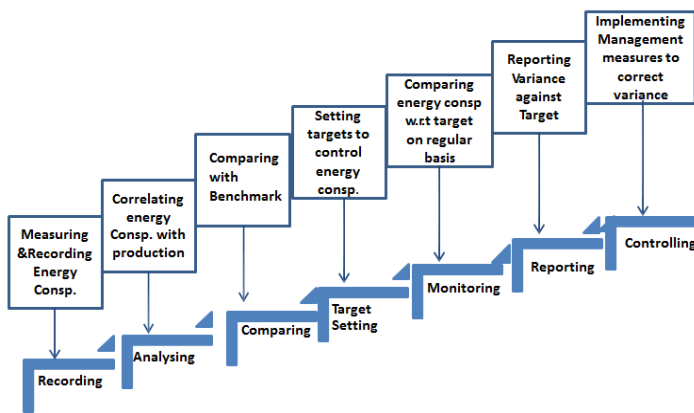 Measuring
&Recording
Energy
Consp.
Correlating
energy
Consp. with
production
Comparing
with
Benchmark
Setting
targets to
control
energy
consp.
Comparing
energy consp
w.r.t target
on regular
basis
Reporting
Variance
against
Target
Implementing
Management
measures to
correct
variance
Recording
Analysing
Comparing
Target
Setting
Monitoring
Reporting
Controlling